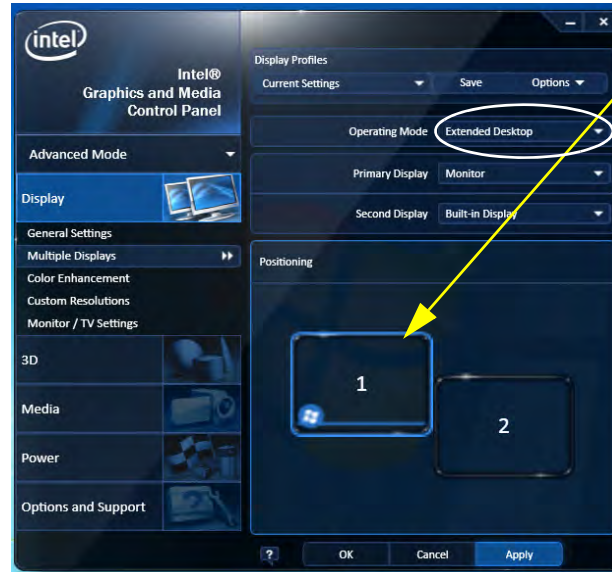 intel
Intel®
Graphics and Media
Control Panel
Advanced Mode
Display
General Settings
Multiple Displays
Color Enhancement
Custom Resolutions
Monitor / TV Settings
3D
Media
Power
Options and Support
Display Profiles
Current Settings Save Options
Operating Mode Extended Desktop
Primary Display Monitor
Second Display Built-in Display
Positioning
1
2
? OK Cancel Apply